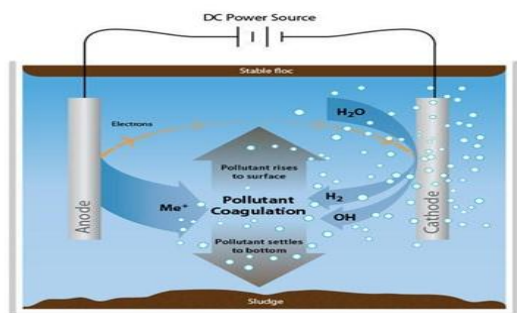 DC Power Source
Stable floc
Electrons
H₂O
Pollutant rises
to surface
Anode
Me⁺
Pollutant
Coagulation
H₂
OH
Cathode
Pollutant settles
to bottom
Sludge